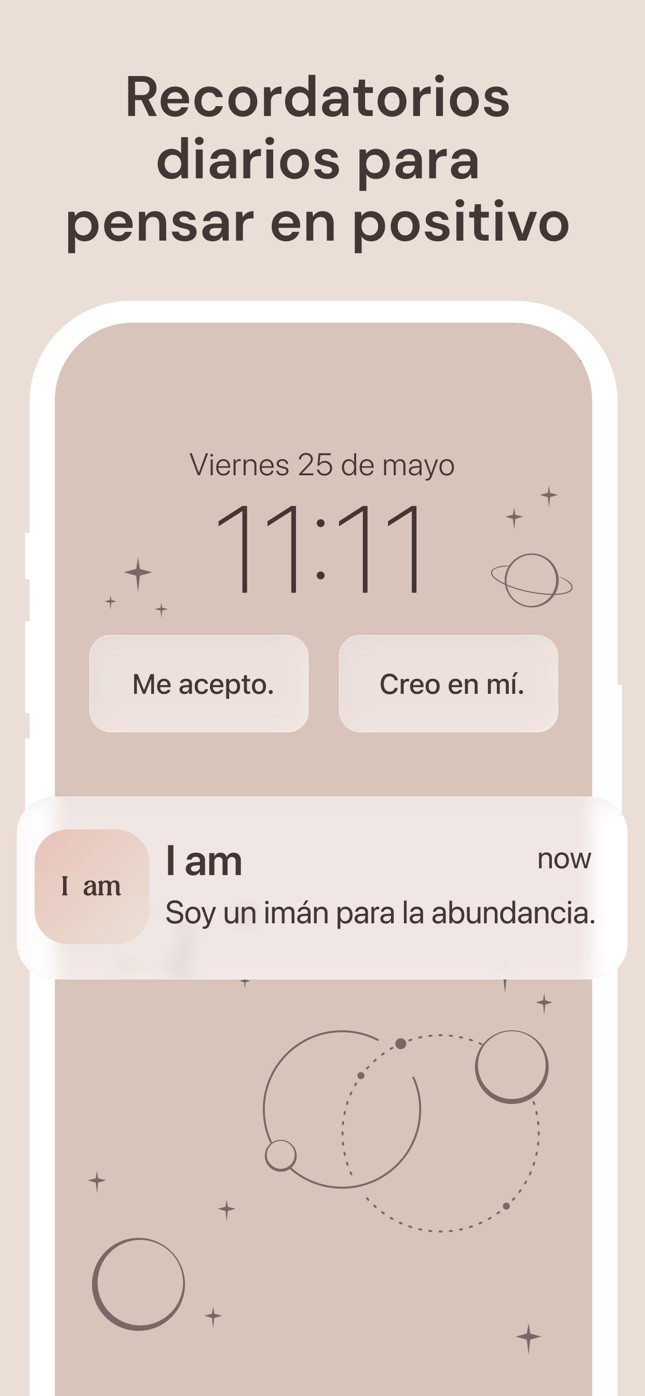 Recordatorios
diarios para
pensar en positivo
Viernes 25 de mayo
11:11
Me acepto.
Creo en mí.
I am
I am
now
Soy un imán para la abundancia.